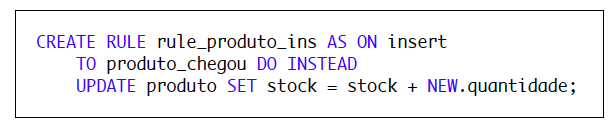 CREATE RULE rule_produto_ins AS ON insert
TO produto_chegou DO INSTEAD
UPDATE produto SET stock = stock + NEW.quantidade;